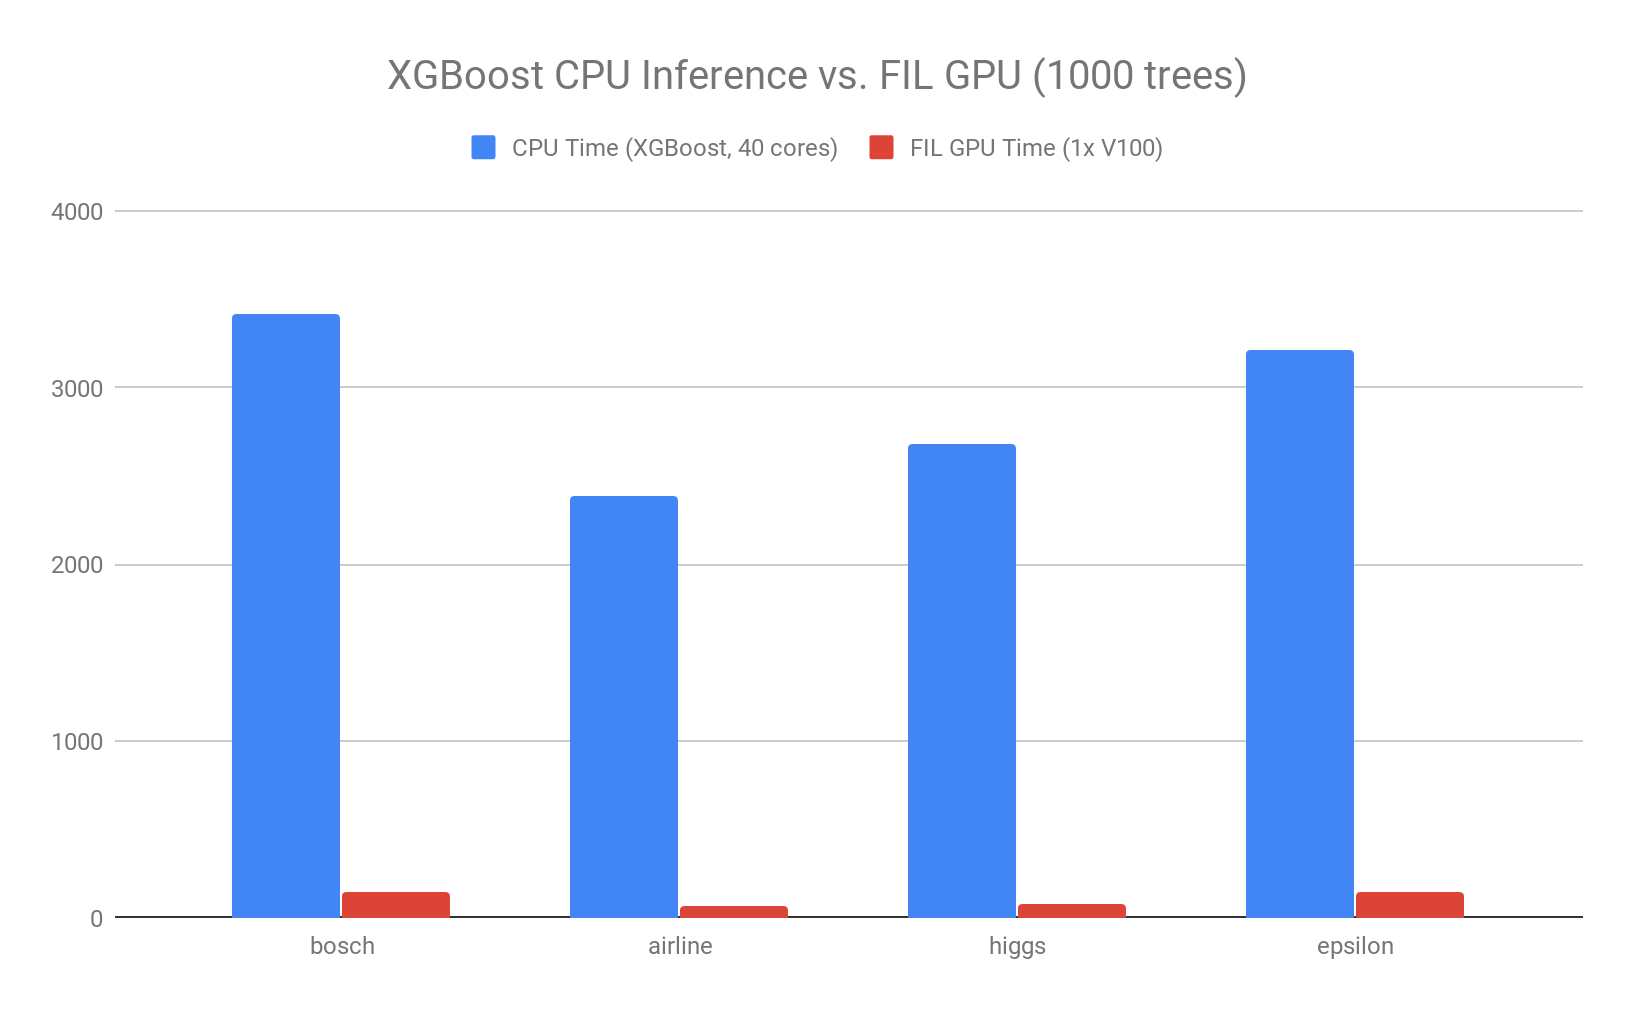 XGBoost CPU Inference vs. FIL GPU (1000 trees)
CPU Time (XGBoost, 40 cores) FIL GPU Time (1x V100)
4000
3000
2000
1000
0
bosch airline higgs epsilon